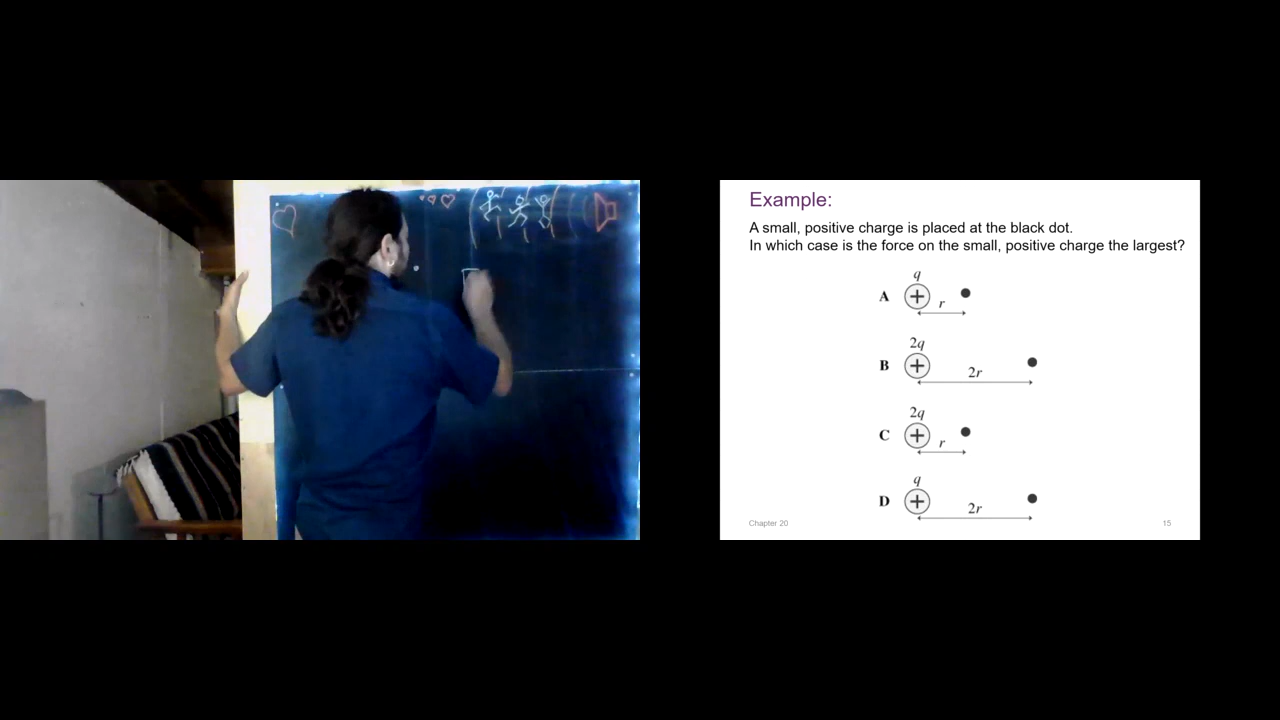 Example:
A small, positive charge is placed at the black dot.
In which case is the force on the small, positive charge the largest?
q
A + r
2q
B + 2r
2q
C + r
q
D + 2r
Chapter 20 15